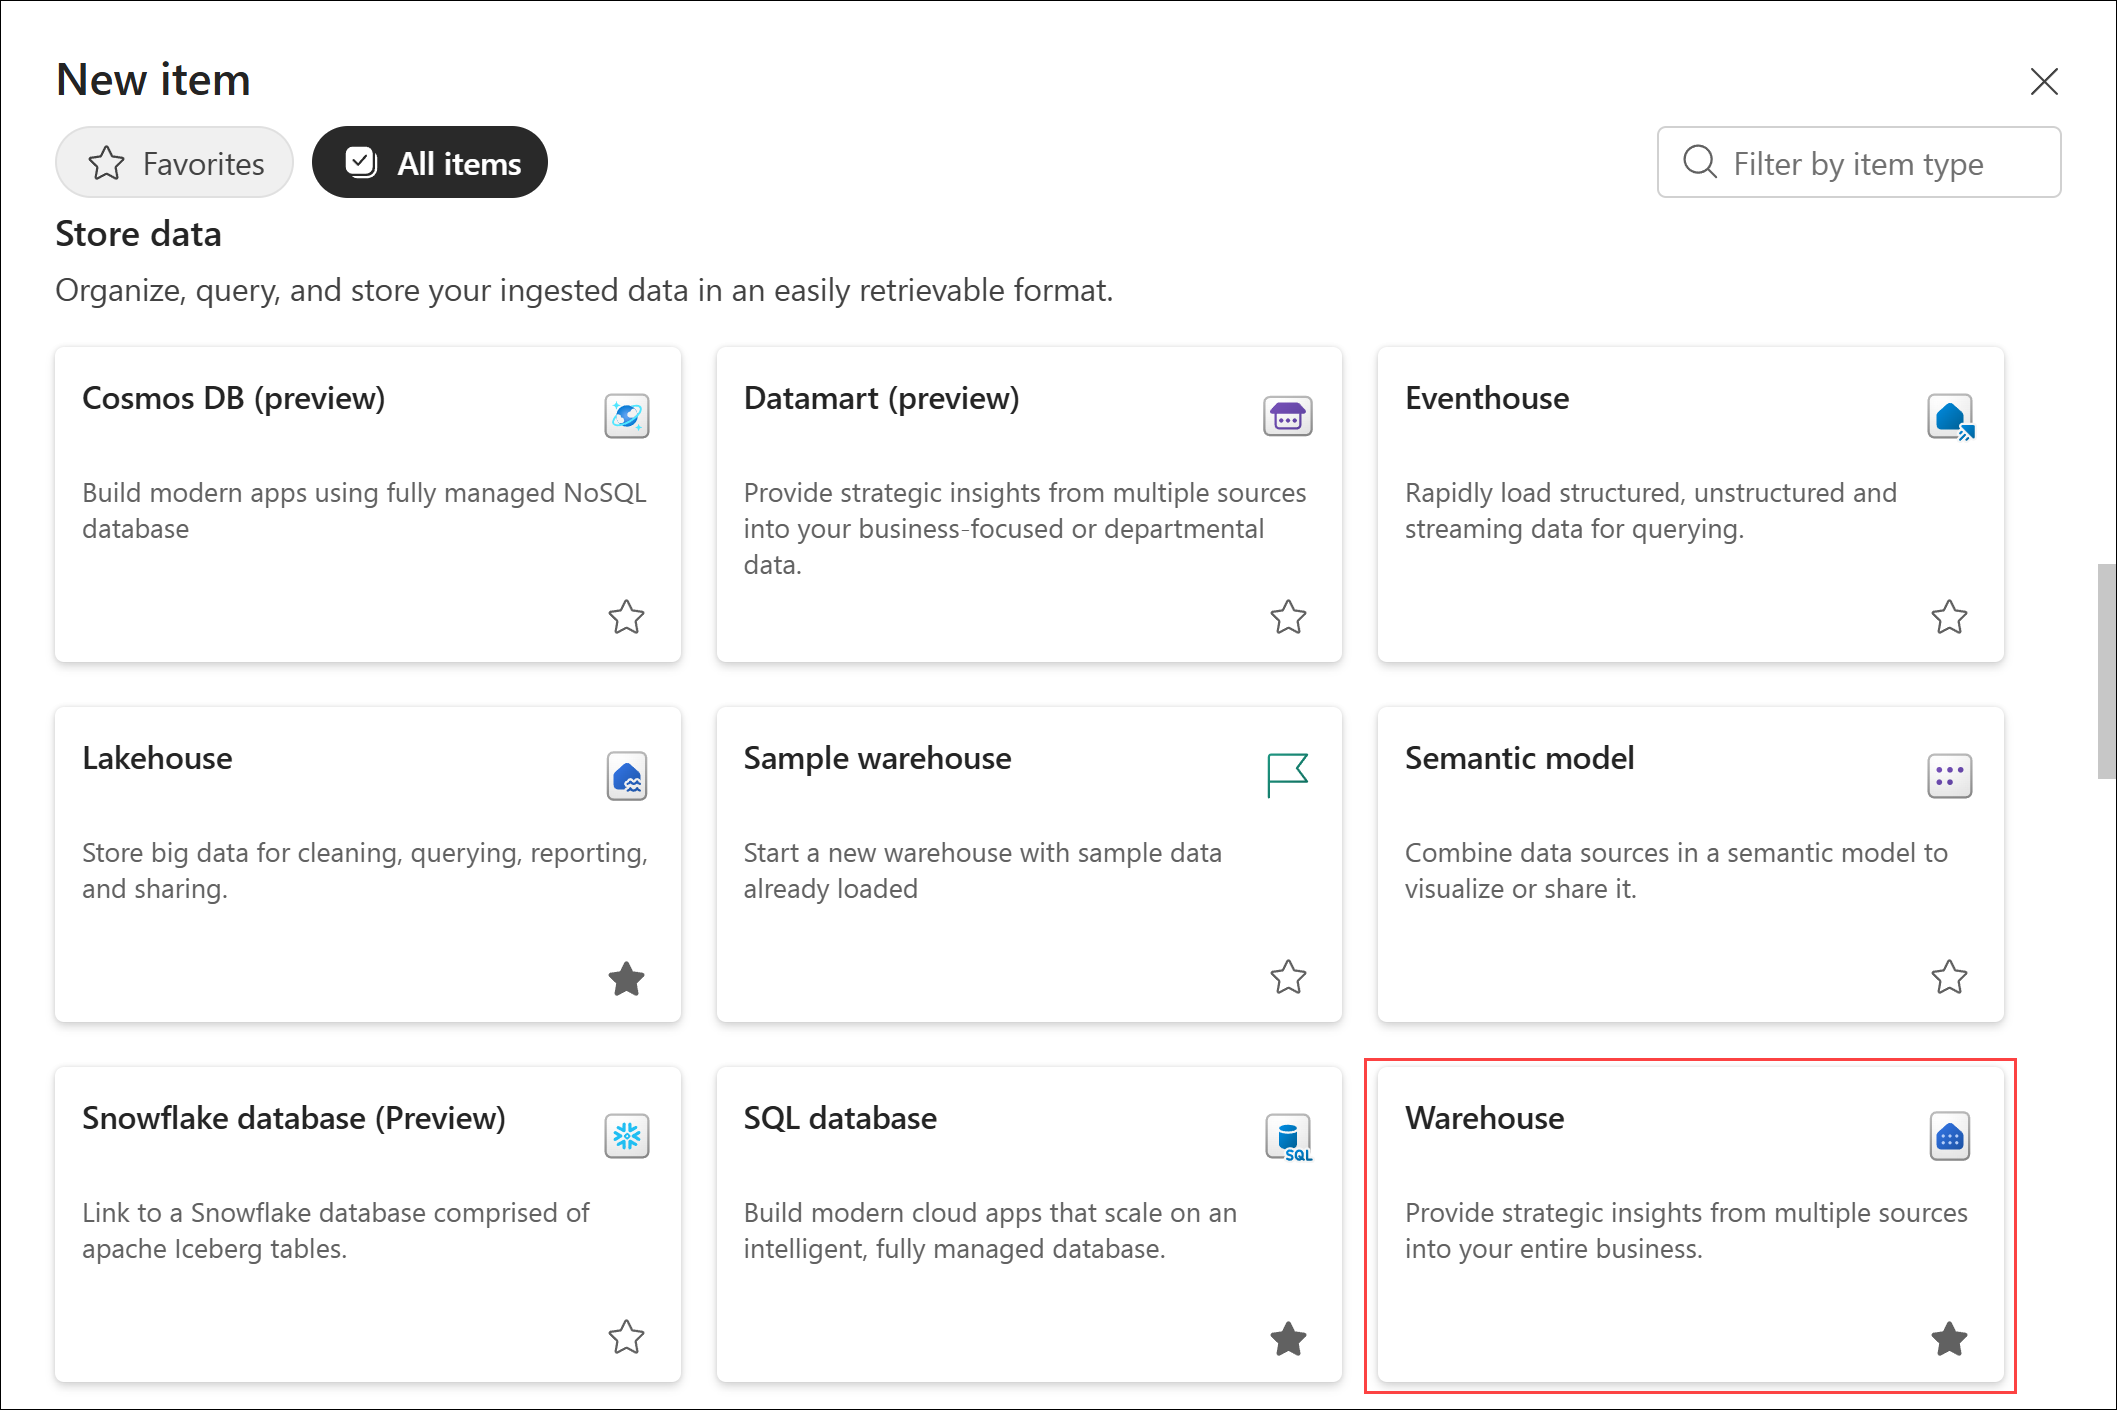 New item
Favorites
All items
Filter by item type
Store data
Organize, query, and store your ingested data in an easily retrievable format.
Cosmos DB (preview)
Build modern apps using fully managed NoSQL
database
Datamart (preview)
Provide strategic insights from multiple sources
into your business-focused or departmental
data.
Eventhouse
Rapidly load structured, unstructured and
streaming data for querying.
Lakehouse
Store big data for cleaning, querying, reporting,
and sharing.
Sample warehouse
Start a new warehouse with sample data
already loaded
Semantic model
Combine data sources in a semantic model to
visualize or share it.
Snowflake database (Preview)
Link to a Snowflake database comprised of
apache Iceberg tables.
SQL database
SQL
Build modern cloud apps that scale on an
intelligent, fully managed database.
Warehouse
Provide strategic insights from multiple sources
into your entire business.